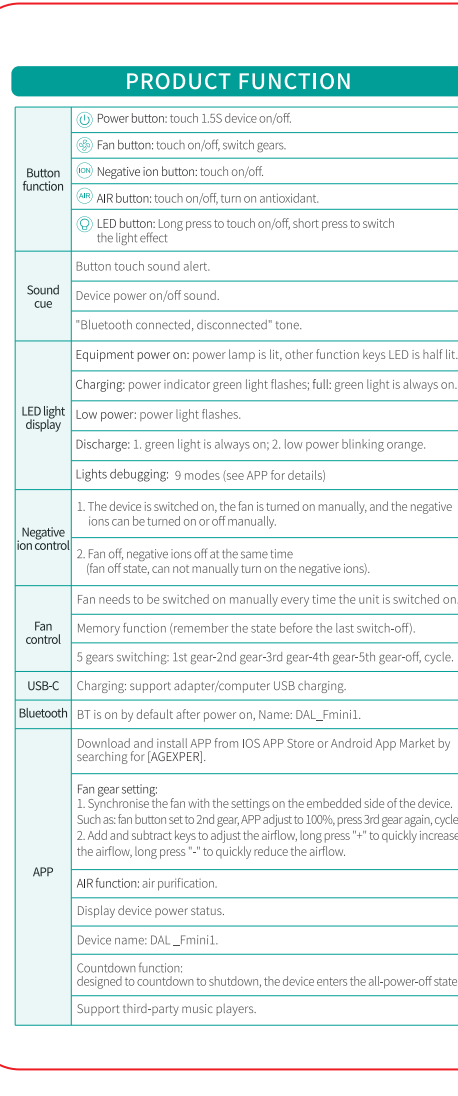 PRODUCT FUNCTION
Button
function
Power button: touch 1.5S device on/off.
Fan button: touch on/off, switch gears.
ION Negative ion button: touch on/off.
AIR AIR button: touch on/off, turn on antioxidant.
LED button: Long press to touch on/off, short press to switch
the light effect
Sound
cue
Button touch sound alert.
Device power on/off sound.
"Bluetooth connected, disconnected" tone.
LED light
display
Equipment power on: power lamp is lit, other function keys LED is half lit.
Charging: power indicator green light flashes; full: green light is always on.
Low power: power light flashes.
Discharge: 1. green light is always on; 2. low power blinking orange.
Lights debugging: 9 modes (see APP for details)
Negative
ion control
1. The device is switched on, the fan is turned on manually, and the negative
ions can be turned on or off manually.
2. Fan off, negative ions off at the same time
(fan off state, can not manually turn on the negative ions).
Fan
control
Fan needs to be switched on manually every time the unit is switched on.
Memory function (remember the state before the last switch-off).
5 gears switching: 1st gear-2nd gear-3rd gear-4th gear-5th gear-off, cycle.
USB-C
Charging: support adapter/computer USB charging.
Bluetooth
BT is on by default after power on, Name: DAL_Fmini1.
APP
Download and install APP from IOS APP Store or Android App Market by
searching for [AGEXPER].
Fan gear setting:
1. Synchronise the fan with the settings on the embedded side of the device.
Such as: fan button set to 2nd gear, APP adjust to 100%, press 3rd gear again, cycle
2. Add and subtract keys to adjust the airflow, long press "+" to quickly increase
the airflow, long press "-" to quickly reduce the airflow.
AIR function: air purification.
Display device power status.
Device name: DAL _Fmini1.
Countdown function:
designed to countdown to shutdown, the device enters the all-power-off state
Support third-party music players.